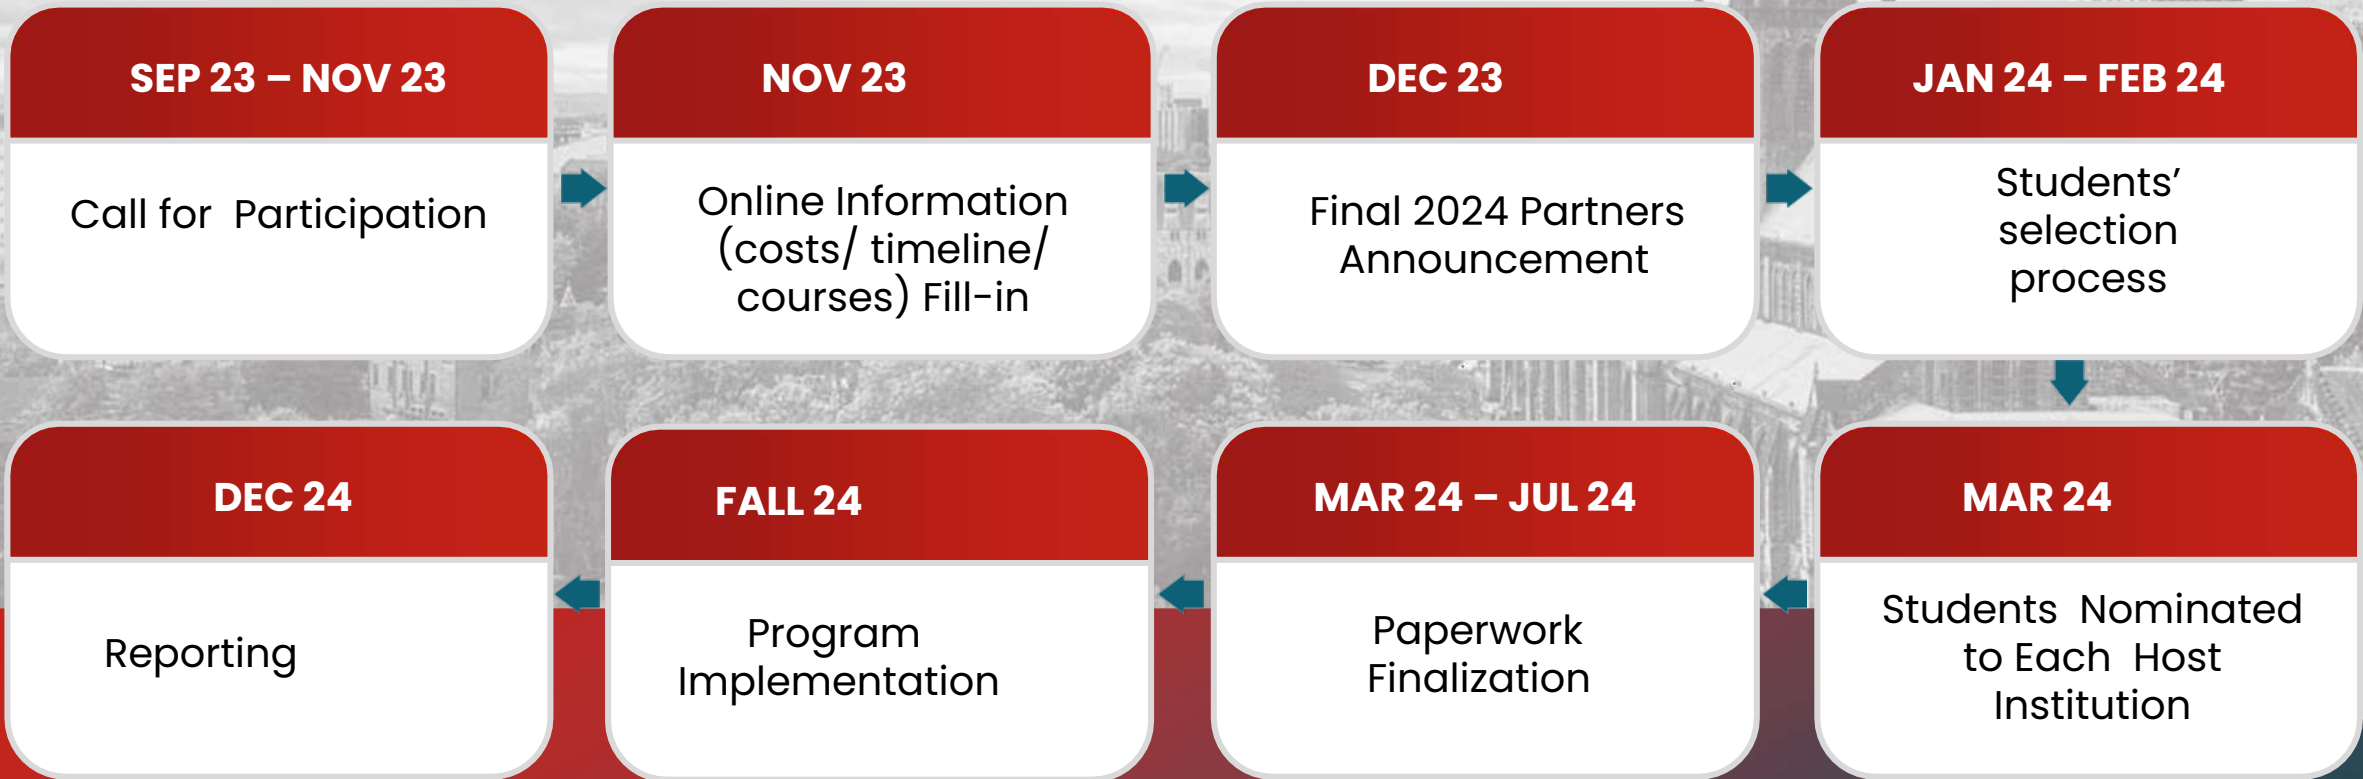 SEP 23 – NOV 23
Call for Participation
NOV 23
Online Information
(costs/ timeline/
courses) Fill-in
DEC 23
Final 2024 Partners
Announcement
JAN 24 – FEB 24
Students’
selection
process
MAR 24
Students Nominated
to Each Host
Institution
MAR 24 – JUL 24
Paperwork
Finalization
FALL 24
Program
Implementation
DEC 24
Reporting